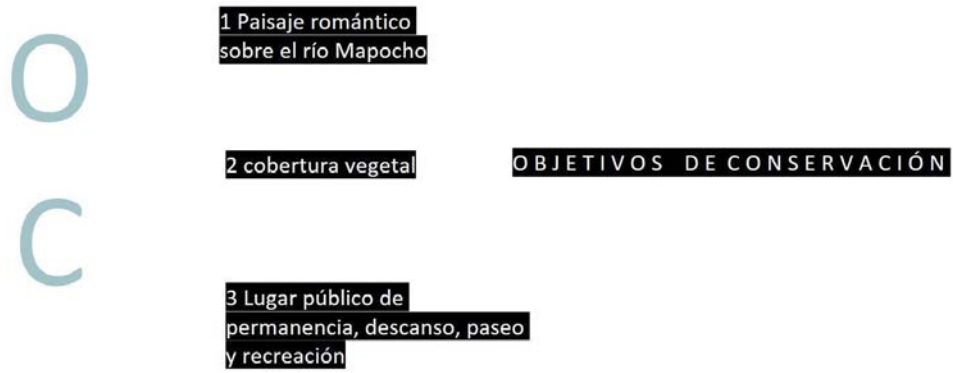 O
C
1 Paisaje romántico
sobre el río Mapocho
2 cobertura vegetal
3 Lugar público de
permanencia, descanso, paseo
y recreación
OBJETIVOS DE CONSERVACIÓN